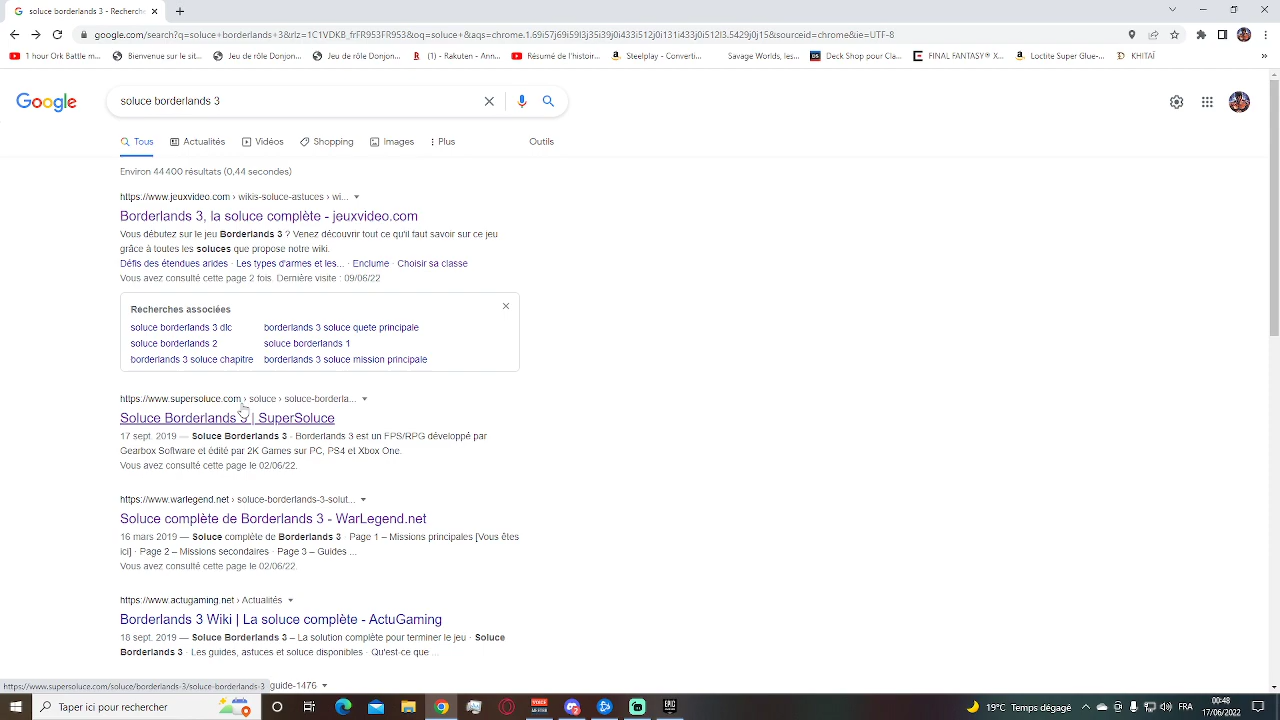 soluce borderlands 3 - Recherc
google.com/search?q=soluce+borderlands+3&rlz=1C1VDKB_frFR953FR953&oq=soluce+&aqs=chrome.1.69i57j69i59l3j35i39j0i433i512j0i131i433j0i512l3.5429j0j15&sourceid=chrome&ie=UTF-8
1 hour Ork Battle m... Bienvenue sur le sit... Jeu de rôle Donjon... Jeu de rôle Donjon... (1) - Rakuten - Ann... Résumé de l'histoir... Steelplay - Converti... Savage Worlds, les... Deck Shop pour Cle... FINAL FANTASY® X... Loctite Super Glue-... KHITAÏ »
Google soluce borderlands 3
Tous Actualités Vidéos Shopping Images Plus Outils
Environ 44 400 résultats (0,44 secondes)
https://www.jeuxvideo.com › wikis-soluce-astuces › wi...
Borderlands 3, la soluce complète - jeuxvideo.com
Vous débutez sur le jeu Borderlands 3 ? Venez découvrir tout ce qu'il faut savoir sur ce jeu
grâce à toutes les soluces que propose notre wiki.
Défis des étendues arides · Les types d'armes et les... · Enclume · Choisir sa classe
Vous avez consulté cette page 2 fois. Dernière visite : 09/06/22
Recherches associées
soluce borderlands 3 dlc borderlands 3 soluce quete principale
soluce borderlands 2 soluce borderlands 1
borderlands 3 soluce chapitre borderlands 3 soluce mission principale
https://www.supersoluce.com › soluce › soluce-borderla...
Soluce Borderlands 3 | SuperSoluce
17 sept. 2019 — Soluce Borderlands 3 · Borderlands 3 est un FPS/RPG développé par
Gearbox Software et édité par 2K Games sur PC, PS4 et Xbox One.
Vous avez consulté cette page le 02/06/22.
https://www.warlegend.net › soluce-borderlands-3-solut...
Soluce complète de Borderlands 3 - WarLegend.net
16 mars 2019 — Soluce complète de Borderlands 3 · Page 1 – Missions principales [Vous êtes
ici] · Page 2 – Missions secondaires · Page 3 – Guides ...
Vous avez consulté cette page le 02/06/22.
https://www.actugaming.net › Actualités
Borderlands 3 Wiki | La soluce complète - ActuGaming
18 sept. 2019 — Soluce Borderlands 3 – La solution complète pour terminer le jeu · Soluce
Borderlands 3 · Les guides, astuces et soluce disponibles · Qu'est-ce que ...
https://www.supersoluce.com/soluce/borderlands-3/soluce-borderlands-3 guide-1476
Taper ici pour rechercher 19°C Temps dégagé FRA 00:48
17/06/2022